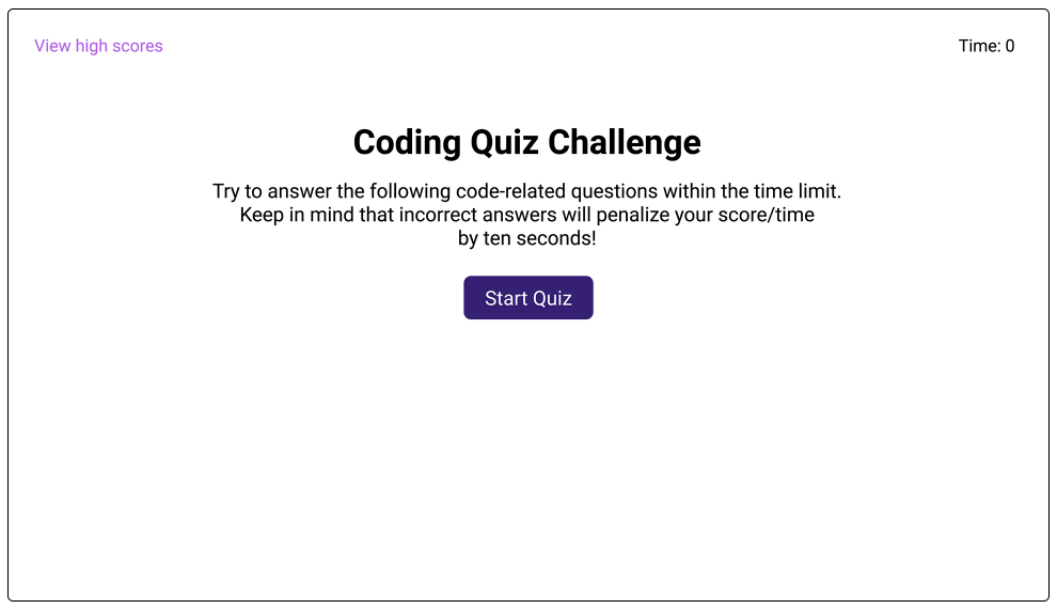 View high scores
Time: 0
Coding Quiz Challenge
Try to answer the following code-related questions within the time limit.
Keep in mind that incorrect answers will penalize your score/time
by ten seconds!
Start Quiz